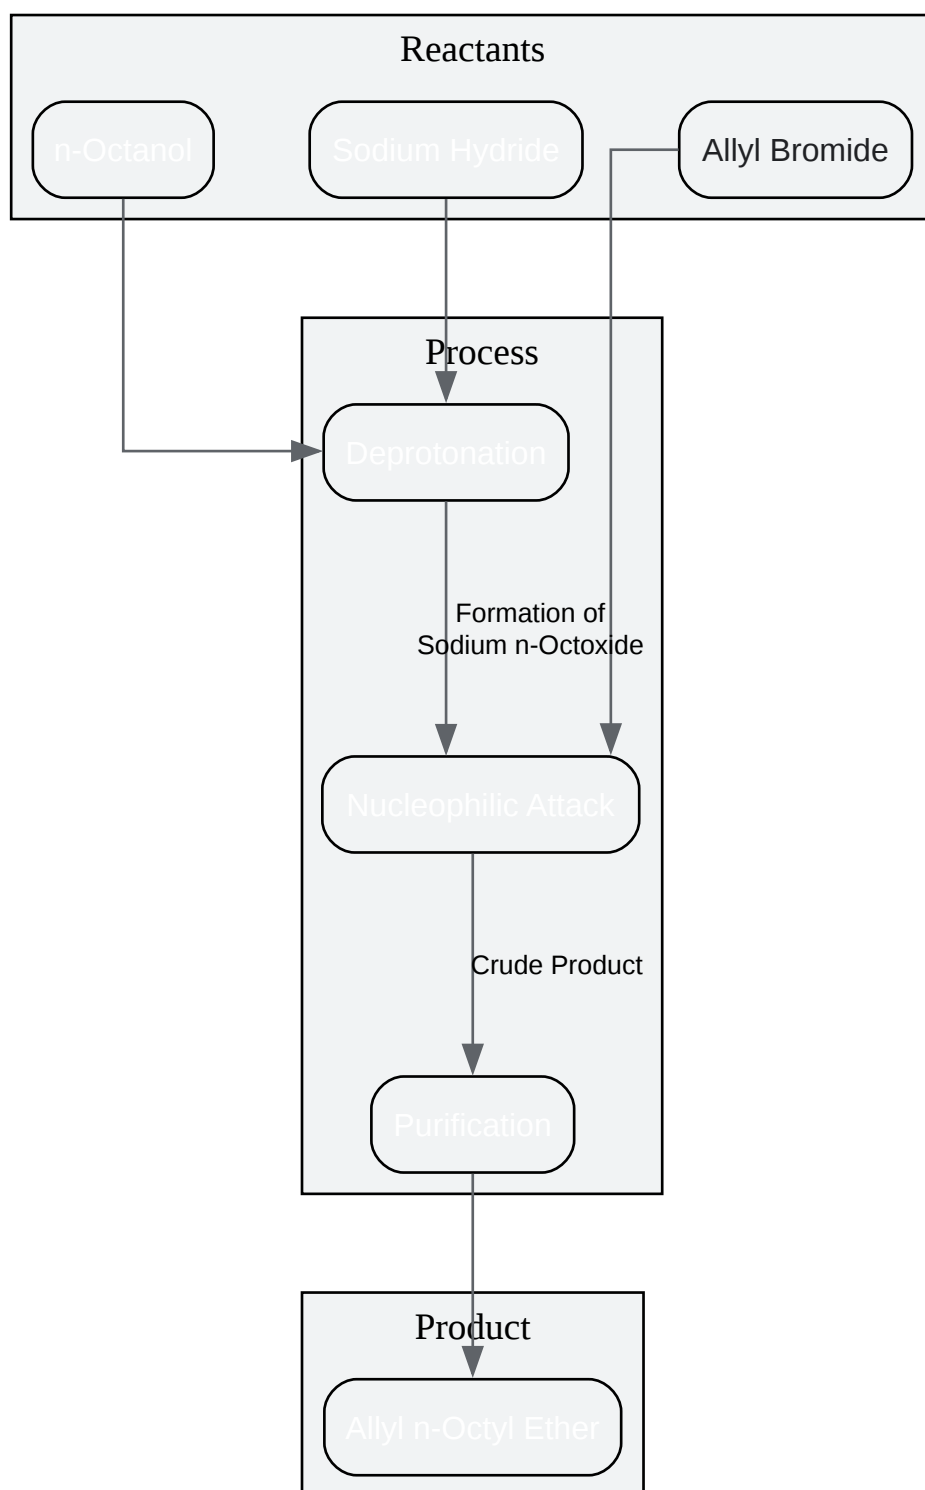 Reactants
n-Octanol
Sodium Hydride
Allyl Bromide
Process
Deprotonation
Formation of
Sodium n-Octoxide
Nucleophilic Attack
Crude Product
Purification
Product
Allyl n-Octyl Ether